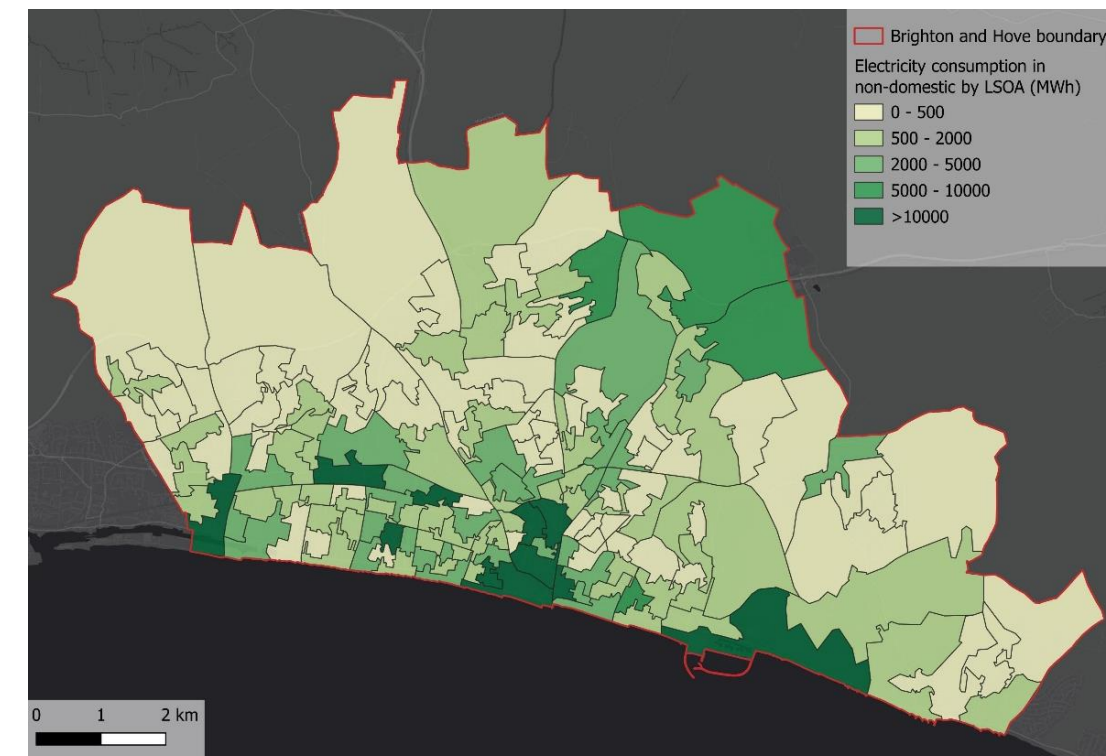 Brighton and Hove boundary
Electricity consumption in
non-domestic by LSOA (MWh)
0 - 500
500 - 2000
2000 - 5000
5000 - 10000
>10000
0 1 2 km